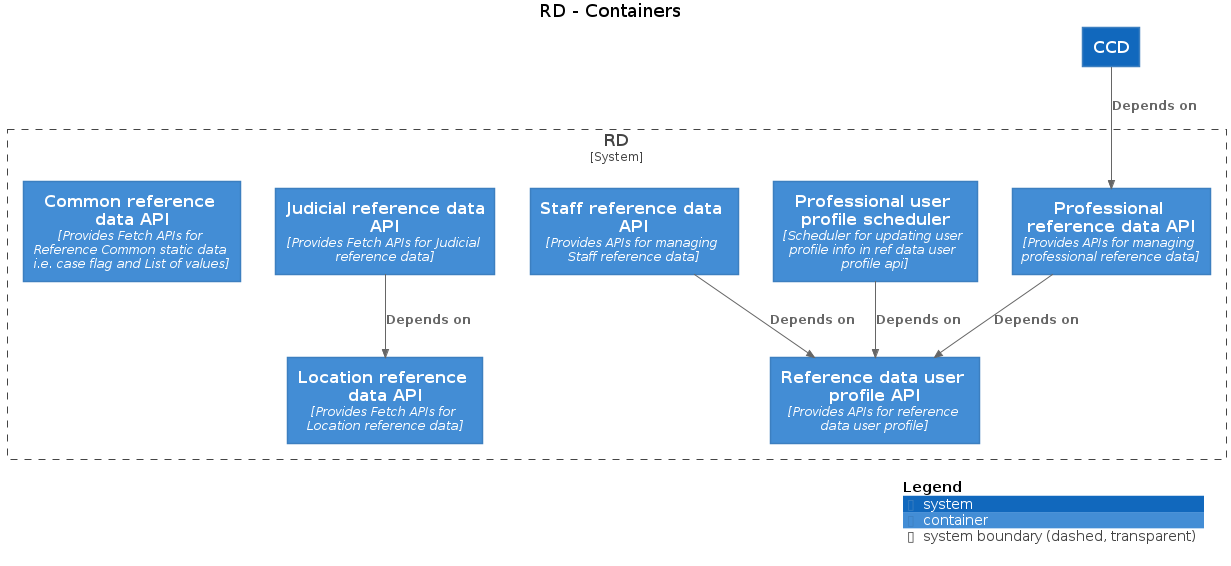 RD - Containers
CCD
Depends on
RD
[System]
Common reference
data API
[Provides Fetch APIs for
Reference Common static data
i.e. case flag and List of values]
Judicial reference data
API
[Provides Fetch APIs for Judicial
reference data]
Staff reference data
API
[Provides APIs for managing
Staff reference data]
Professional user
profile scheduler
[Scheduler for updating user
profile info in ref data user
profile api]
Professional
reference data API
[Provides APIs for managing
professional reference data]
Depends on
Depends on
Depends on
Depends on
Location reference
data API
[Provides Fetch APIs for
Location reference data]
Reference data user
profile API
[Provides APIs for reference
data user profile]
Legend
system
container
system boundary (dashed, transparent)